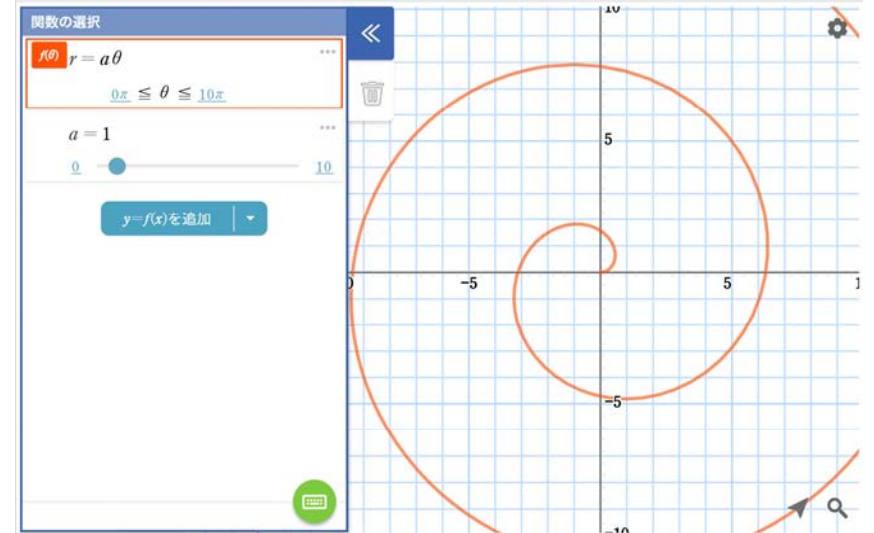 関数の選択
f(θ) r = aθ
0π ≦ θ ≦ 10π
a = 1
0 10
y=f(x)を追加
10
5
-5 5
-5
-10